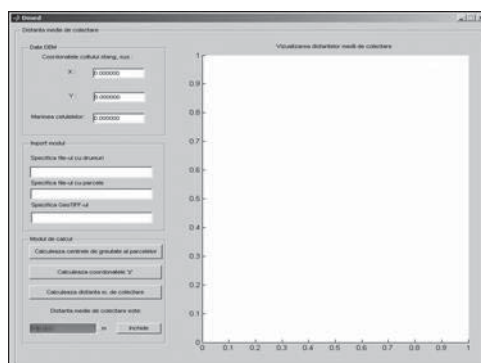 Dmed
Distanta medie de colectare
Date DEM
Coordonatele coltului stang, sus :
X :
0.000000
Y :
0.000000
Marimea celulelor:
0.000000
Import modul
Specifica file-ul cu drumuri
Specifica file-ul cu parcele
Specifica GeoTIFF-ul
Modul de calcul
Calculeaza centrele de greutate al parcelelor
Calculeaza coordonatele 'z'
Calculeaza distanta m. de colectare
Distanta medie de colectare este:
m
Inchide
Vizualizarea distantelor medii de colectare
1
0.9
0.8
0.7
0.6
0.5
0.4
0.3
0.2
0.1
0
0 0.1 0.2 0.3 0.4 0.5 0.6 0.7 0.8 0.9 1